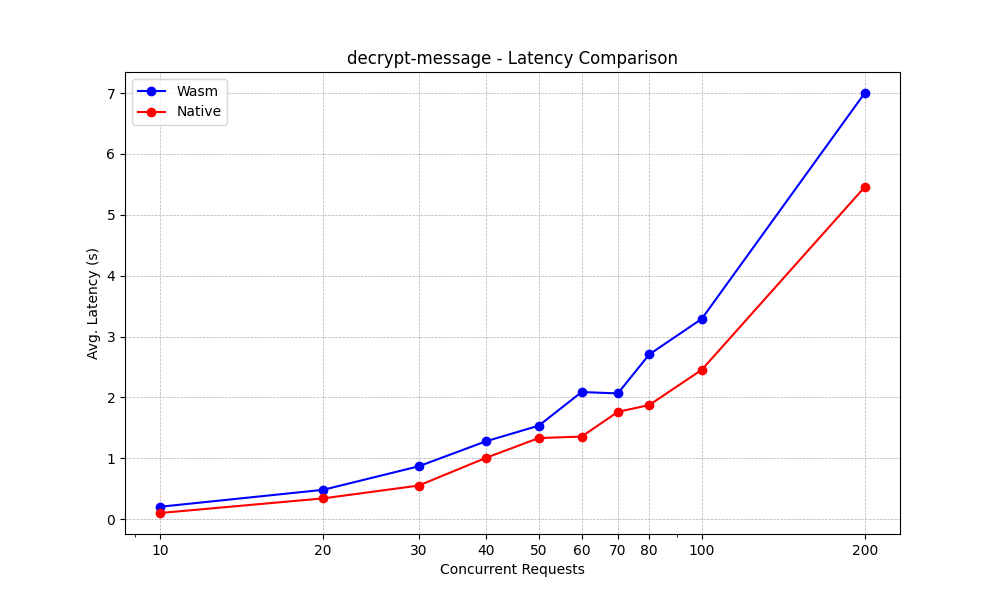 decrypt-message - Latency Comparison
Wasm
Native
7
6
5
4
3
2
1
0
Avg. Latency (s)
10 20 30 40 50 60 70 80 100 200
Concurrent Requests